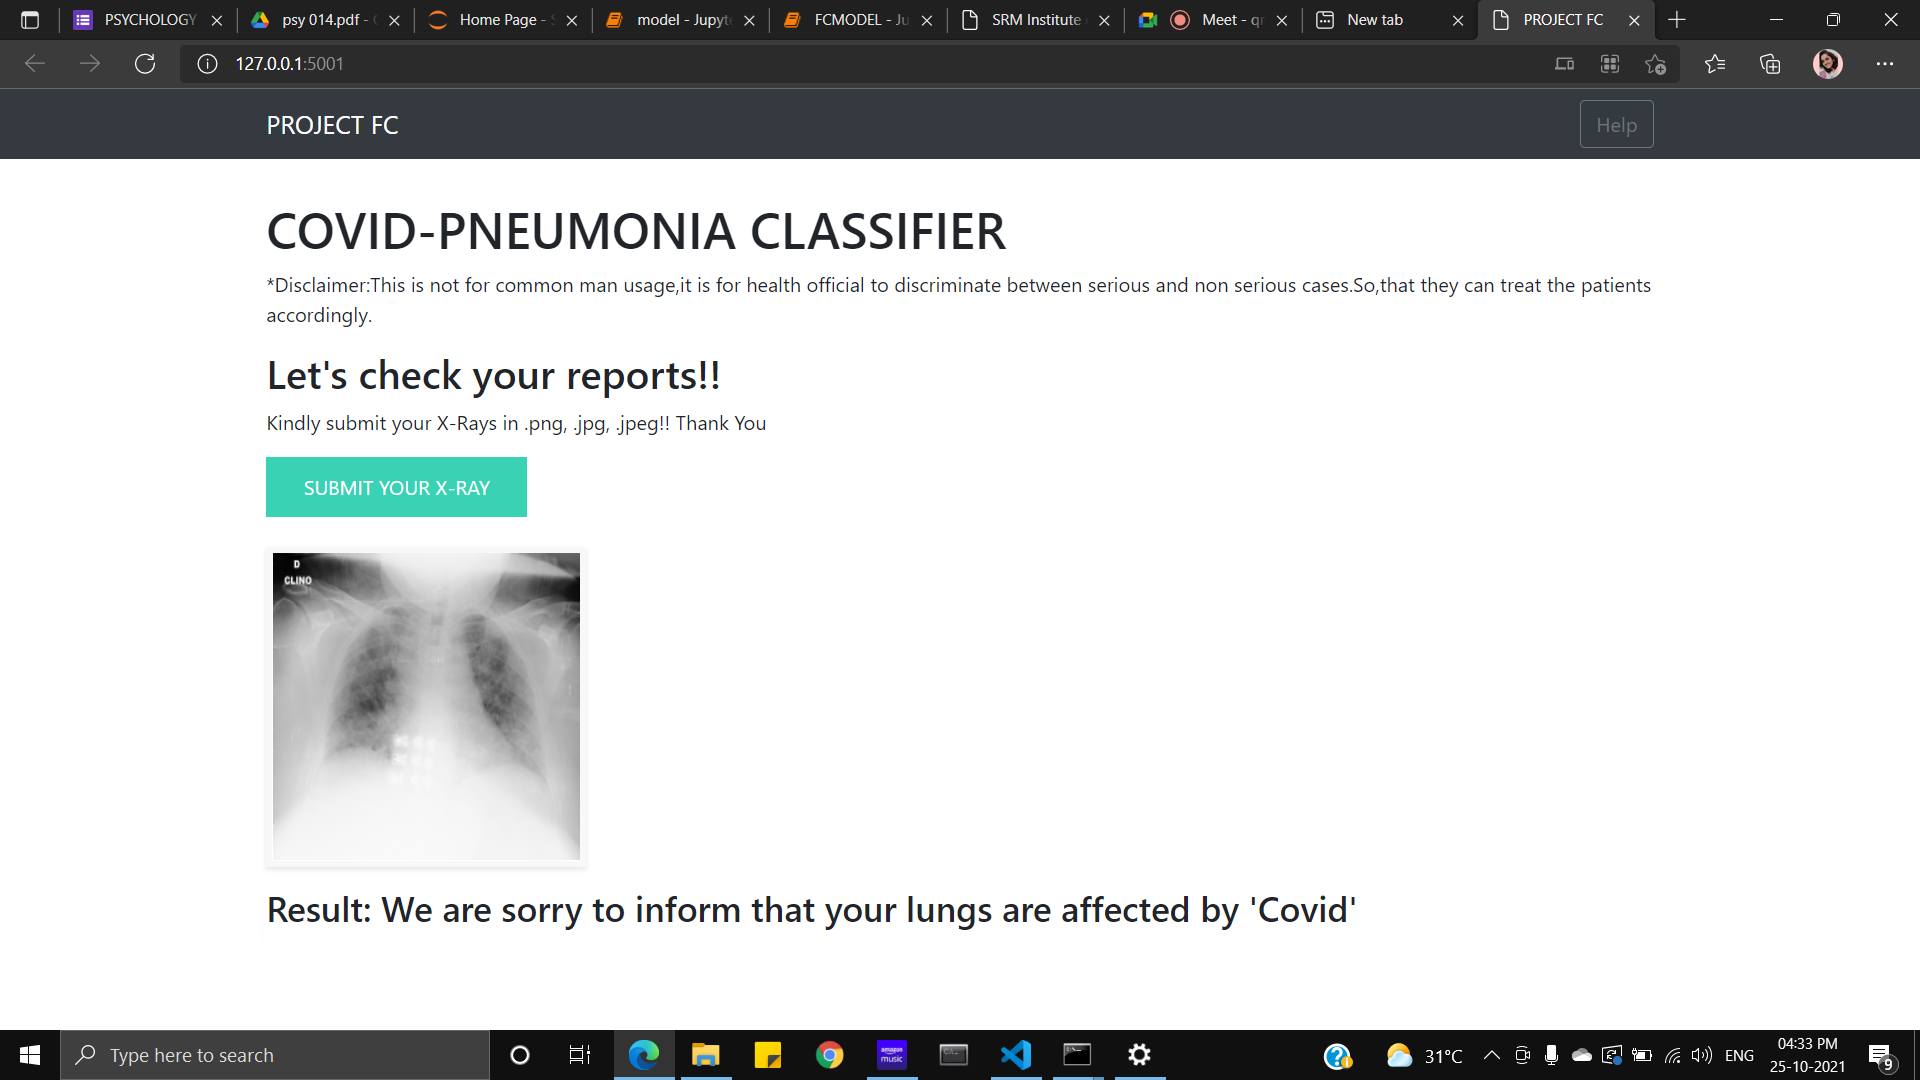 PSYCHOLOGY
psy 014.pdf -
Home Page -
model - Jupyt
FCMODEL - Ju
SRM Institute
Meet - qr
New tab
PROJECT FC
127.0.0.1:5001
PROJECT FC
Help
COVID-PNEUMONIA CLASSIFIER
*Disclaimer:This is not for common man usage,it is for health official to discriminate between serious and non serious cases.So,that they can treat the patients
accordingly.
Let's check your reports!!
Kindly submit your X-Rays in .png, .jpg, .jpeg!! Thank You
SUBMIT YOUR X-RAY
D
CLINO
Result: We are sorry to inform that your lungs are affected by 'Covid'
Type here to search
amazon
music
31°C
ENG
04:33 PM
25-10-2021
9